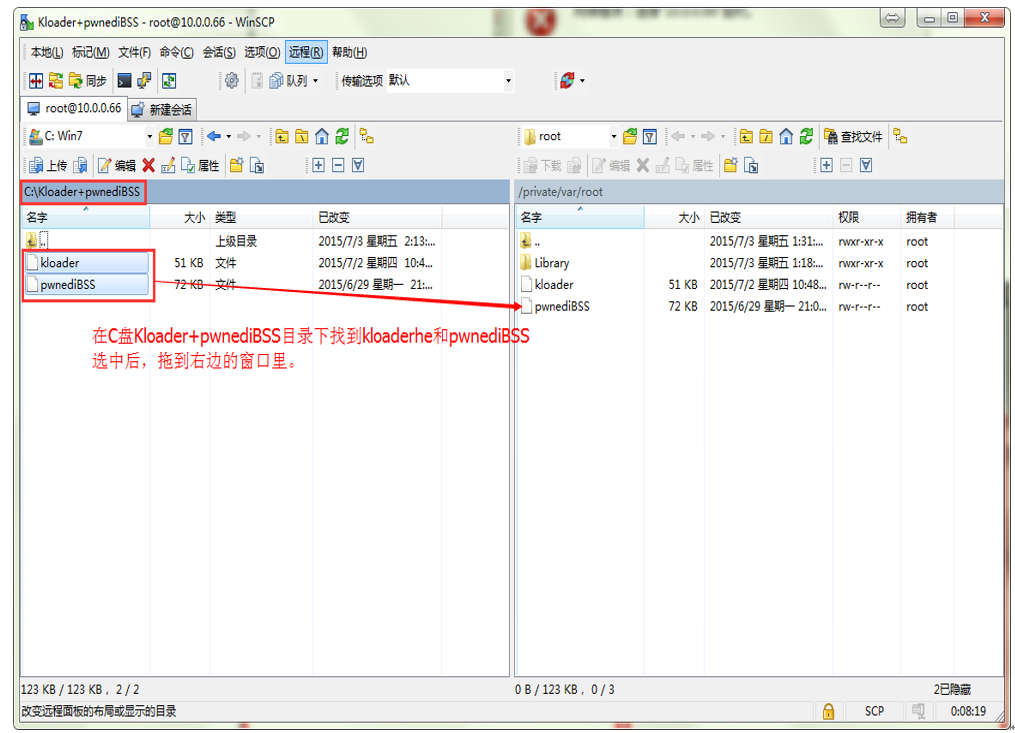 Kloader+pwnediBSS - root@10.0.0.66 - WinSCP
本地(L) 标记(M) 文件(F) 命令(C) 会话(S) 选项(O) 远程(R) 帮助(H)
同步 队列 传输选项 默认
root@10.0.0.66 新建会话
C: Win7 root 查找文件
上传 编辑 属性 下载 编辑 属性
C:\Kloader+pwnediBSS /private/var/root
名字 大小 类型 已改变 名字 大小 已改变 权限 拥有者
.. 上级目录 2015/7/3 星期五 2:13:... .. 2015/7/3 星期五 1:31:... rwxr-xr-x root
kloader 51 KB 文件 2015/7/2 星期四 10:4... Library 2015/7/3 星期五 1:18:... rwxr-xr-x root
pwnediBSS 72 KB 文件 2015/6/29 星期一 21:... kloader 51 KB 2015/7/2 星期四 10:48... rw-r--r-- root
pwnediBSS 72 KB 2015/6/29 星期一 21:0... rw-r--r-- root
在C盘Kloader+pwnediBSS目录下找到kloaderhe和pwnediBSS
选中后，拖到右边的窗口里。
123 KB / 123 KB， 2 / 2 0 B / 123 KB， 0 / 3 2已隐藏
改变远程面板的布局或显示的目录 SCP 0:08:19